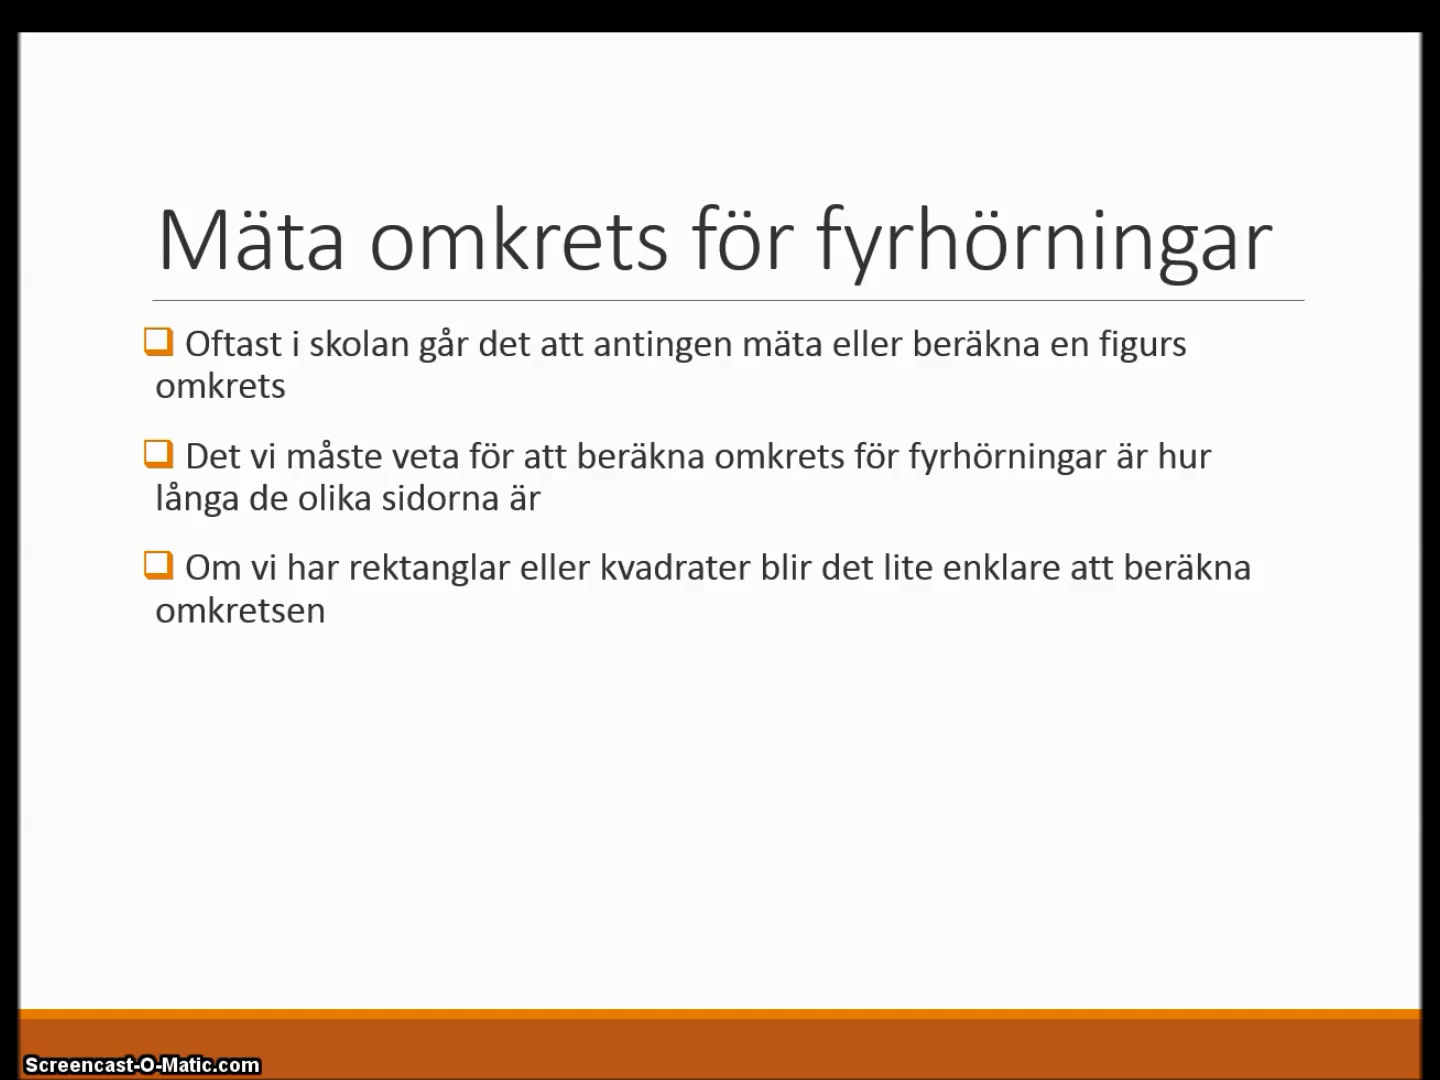 Mäta omkrets för fyrhörningar
Oftast i skolan går det att antingen mäta eller beräkna en figurs
omkrets
Det vi måste veta för att beräkna omkrets för fyrhörningar är hur
långa de olika sidorna är
Om vi har rektanglar eller kvadrater blir det lite enklare att beräkna
omkretsen
Screencast-O-Matic.com